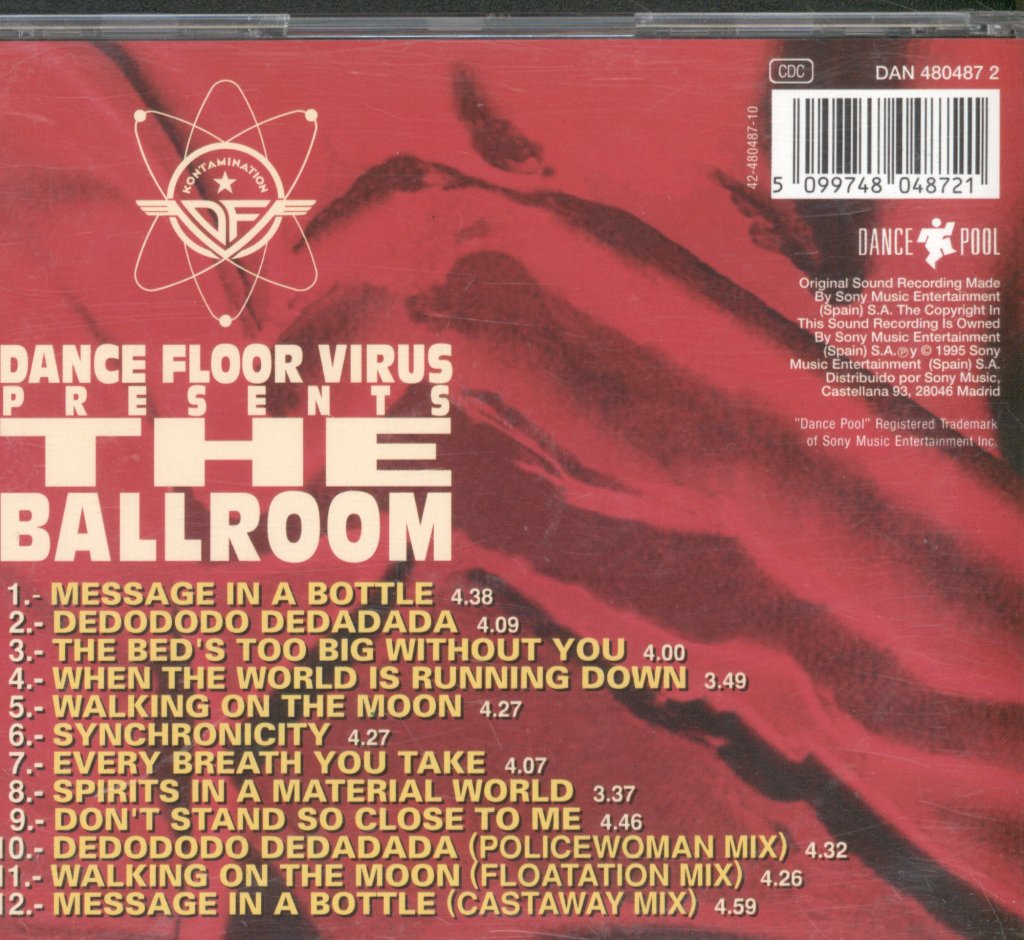 CDC
DAN 480487 2
42-480487-10
5 099748 048721
KONTAMINATION
DF
DANCE POOL
Original Sound Recording Made
By Sony Music Entertainment
(Spain) S.A. The Copyright In
This Sound Recording Is Owned
By Sony Music Entertainment
(Spain) S.A. ℗ y © 1995 Sony
Music Entertainment (Spain) S.A.
Distribuido por Sony Music,
Castellana 93, 28046 Madrid
"Dance Pool" Registered Trademark
of Sony Music Entertainment Inc.
DANCE FLOOR VIRUS
PRESENTS
THE
BALLROOM
1.- MESSAGE IN A BOTTLE 4.38
2.- DEDODODO DEDADADA 4.09
3.- THE BED'S TOO BIG WITHOUT YOU 4.00
4.- WHEN THE WORLD IS RUNNING DOWN 3.49
5.- WALKING ON THE MOON 4.27
6.- SYNCHRONICITY 4.27
7.- EVERY BREATH YOU TAKE 4.07
8.- SPIRITS IN A MATERIAL WORLD 3.37
9.- DON'T STAND SO CLOSE TO ME 4.46
10.- DEDODODO DEDADADA (POLICEWOMAN MIX) 4.32
11.- WALKING ON THE MOON (FLOATATION MIX) 4.26
12.- MESSAGE IN A BOTTLE (CASTAWAY MIX) 4.59